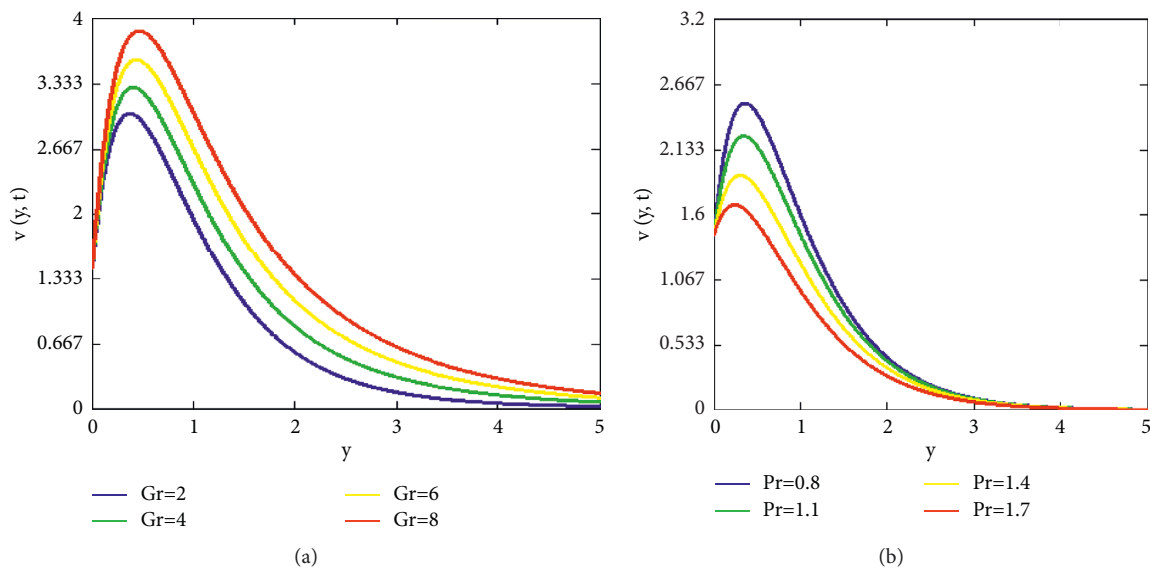 4
3.333
2.667
2
1.333
0.667
0
v (y, t)
0 1 2 3 4 5
y
Gr=2
Gr=4
Gr=6
Gr=8
(a)
3.2
2.667
2.133
1.6
1.067
0.533
0
v (y, t)
0 1 2 3 4 5
y
Pr=0.8
Pr=1.1
Pr=1.4
Pr=1.7
(b)